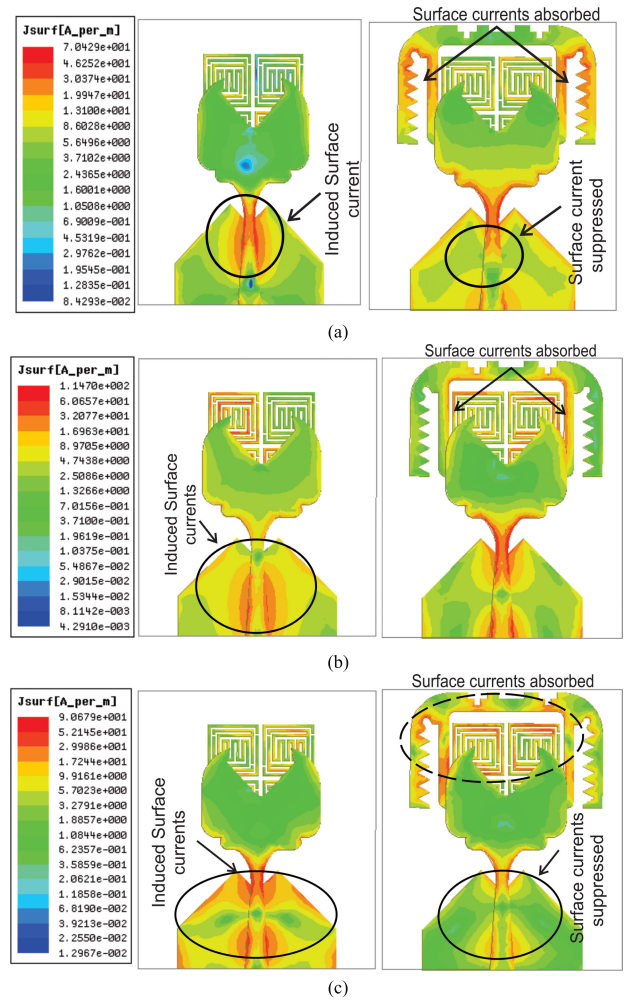 Jsurf[A_per_m]
7.0429e+001
4.6252e+001
3.0374e+001
1.9947e+001
1.3100e+001
8.6028e+000
5.6496e+000
3.7102e+000
2.4365e+000
1.6001e+000
1.0508e+000
6.9009e-001
4.5319e-001
2.9762e-001
1.9545e-001
1.2835e-001
8.4293e-002
Induced Surface
current
Surface currents absorbed
Surface current
suppressed
(a)
Jsurf[A_per_m]
1.1470e+002
6.0657e+001
3.2077e+001
1.6963e+001
8.9705e+000
4.7438e+000
2.5086e+000
1.3266e+000
7.0156e-001
3.7100e-001
1.9619e-001
1.0375e-001
5.4867e-002
2.9015e-002
1.5344e-002
8.1142e-003
4.2910e-003
Induced Surface
currents
Surface currents absorbed
(b)
Jsurf[A_per_m]
9.0679e+001
5.2145e+001
2.9986e+001
1.7244e+001
9.9161e+000
5.7023e+000
3.2791e+000
1.8857e+000
1.0844e+000
6.2357e-001
3.5859e-001
2.0621e-001
1.1858e-001
6.8190e-002
3.9213e-002
2.2550e-002
1.2967e-002
Induced Surface
currents
Surface currents absorbed
Surface currents
suppressed
(c)